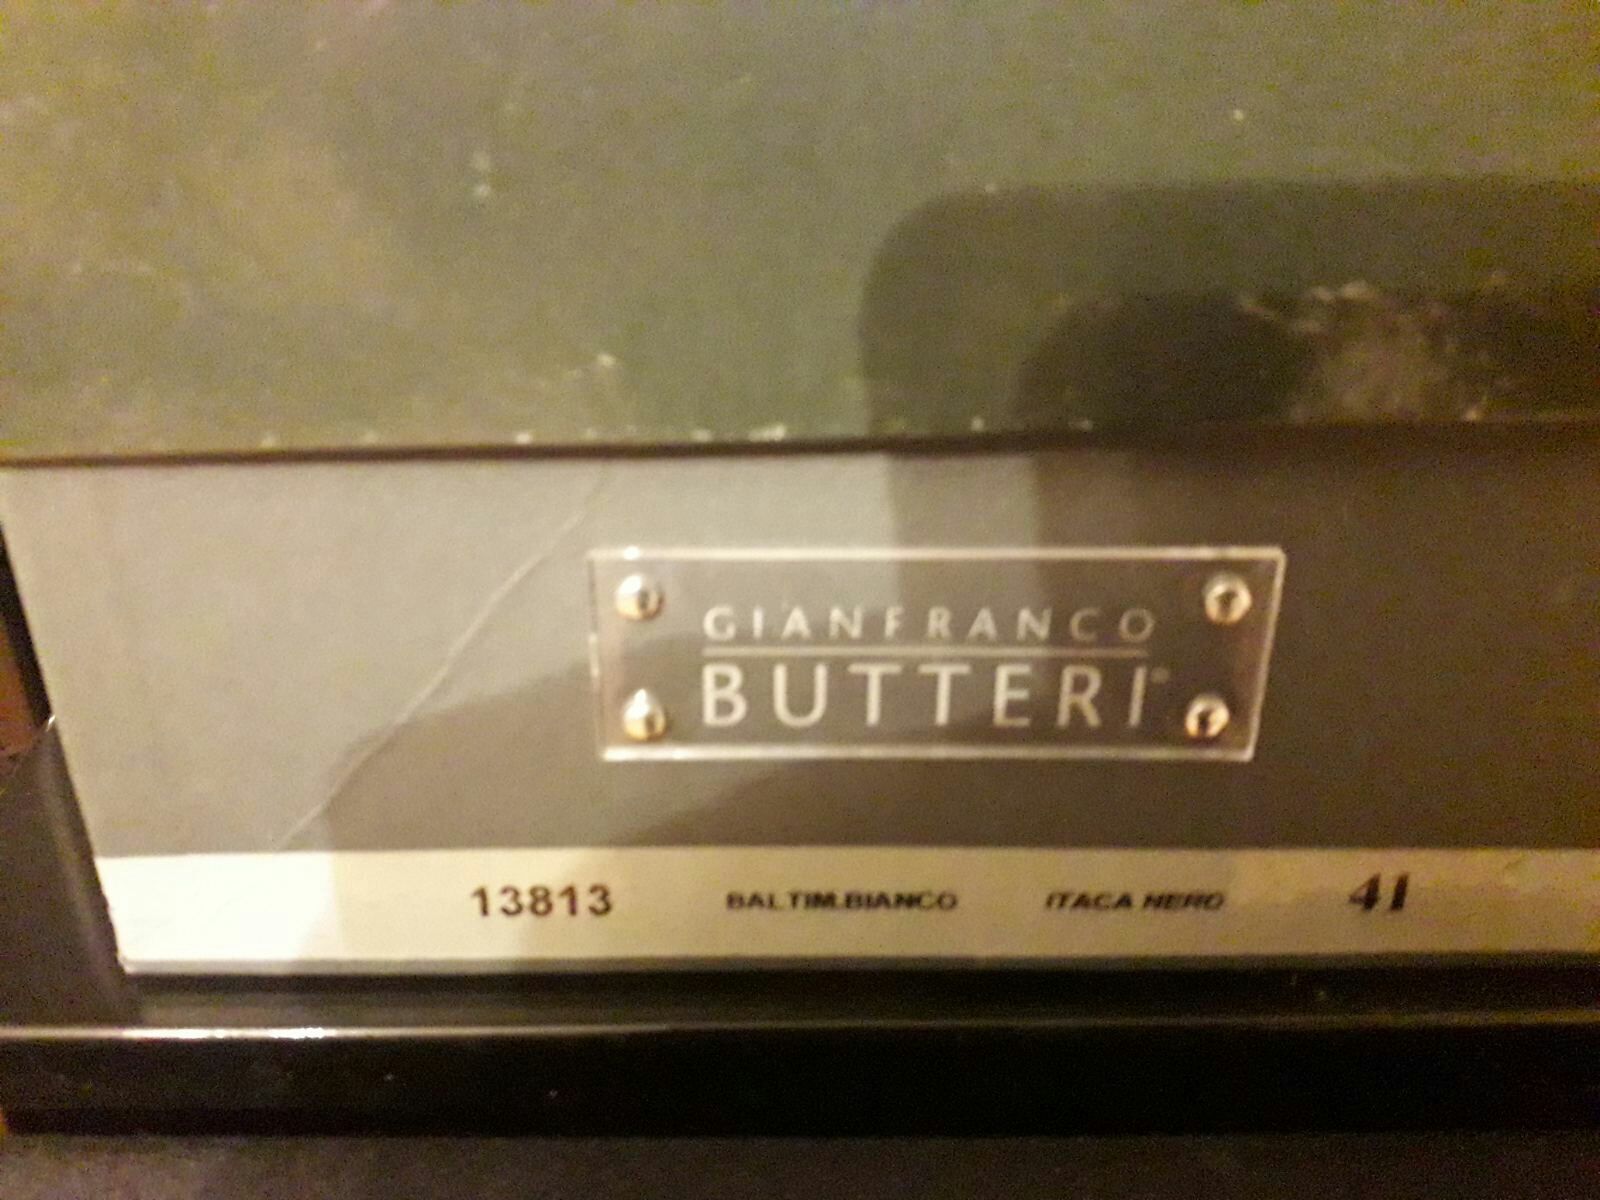 GIANFRANCO
BUTTERI
13813 BALTIM.BIANCO ITACA NERO 41